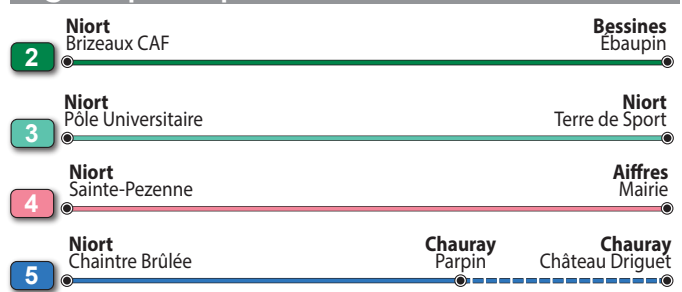 Niort Bessines
Brizeaux CAF Ébaupin
2
Niort Niort
Pôle Universitaire Terre de Sport
3
Niort Aiffres
Sainte-Pezenne Mairie
4
Niort Chauray Chauray
Chaintre Brûlée Parpin Château Driguet
5